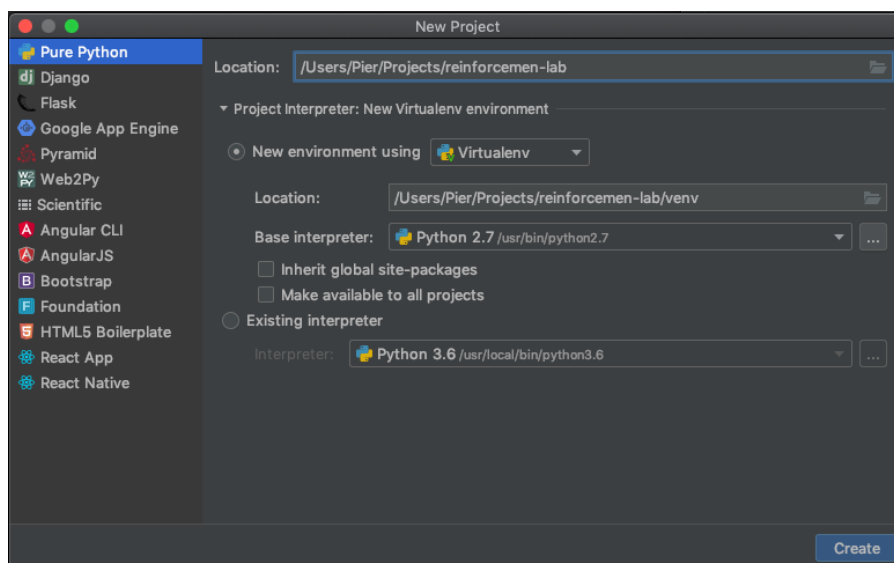 New Project
Pure Python
dj Django
Flask
Google App Engine
Pyramid
Web2Py
Scientific
Angular CLI
AngularJS
B Bootstrap
F Foundation
HTML5 Boilerplate
React App
React Native
Location: /Users/Pier/Projects/reinforcemen-lab
Project Interpreter: New Virtualenv environment
New environment using Virtualenv
Location: /Users/Pier/Projects/reinforcemen-lab/venv
Base interpreter: Python 2.7 /usr/bin/python2.7 ...
Inherit global site-packages
Make available to all projects
Existing interpreter
Interpreter: Python 3.6 /usr/local/bin/python3.6 ...
Create